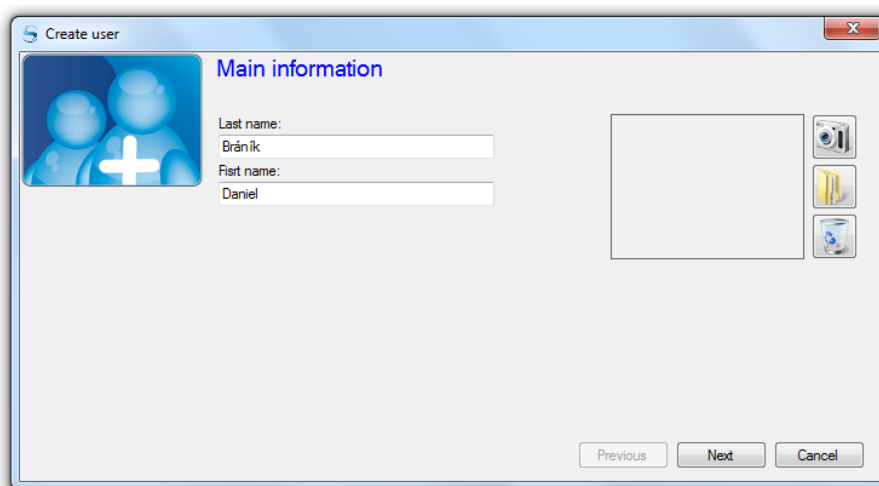 Create user
Main information
Last name:
Bráník
Fisrt name:
Daniel
Previous Next Cancel